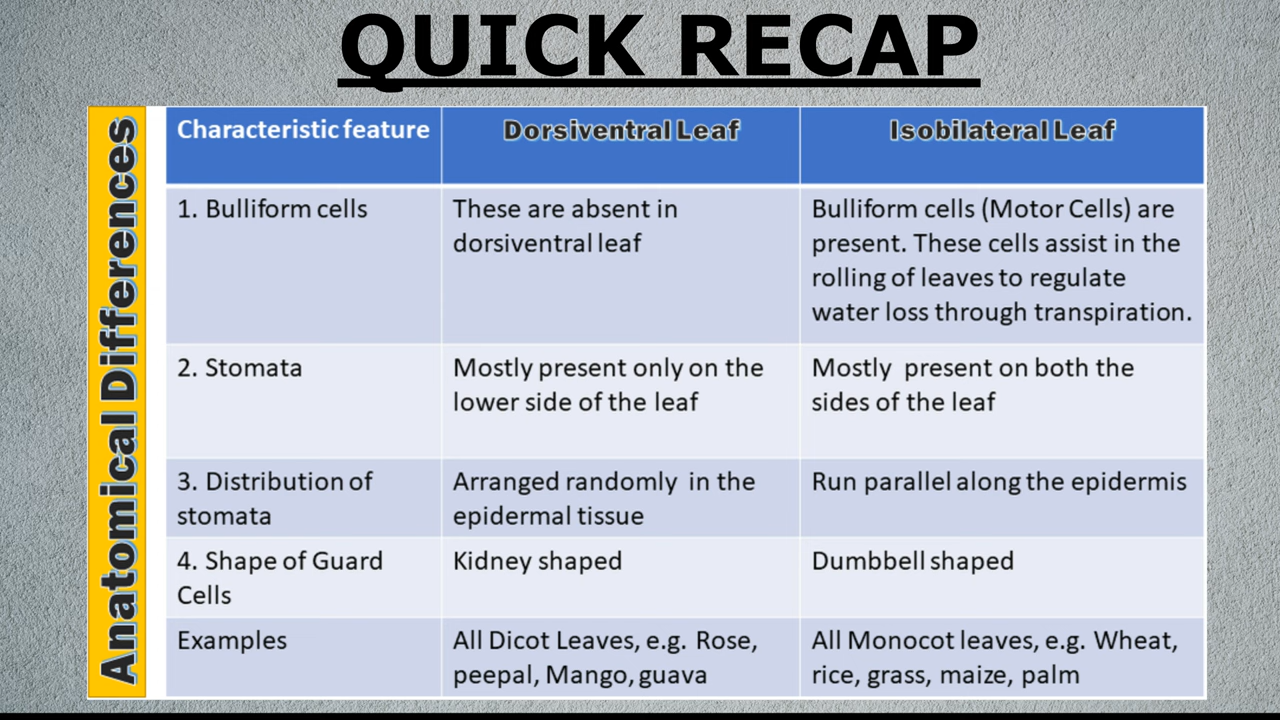 QUICK RECAP
Anatomical Differences
Characteristic feature
Dorsiventral Leaf
Isobilateral Leaf
1. Bulliform cells
These are absent in
dorsiventral leaf
Bulliform cells (Motor Cells) are
present. These cells assist in the
rolling of leaves to regulate
water loss through transpiration.
2. Stomata
Mostly present only on the
lower side of the leaf
Mostly present on both the
sides of the leaf
3. Distribution of
stomata
Arranged randomly in the
epidermal tissue
Run parallel along the epidermis
4. Shape of Guard
Cells
Kidney shaped
Dumbbell shaped
Examples
All Dicot Leaves, e.g. Rose,
peepal, Mango, guava
All Monocot leaves, e.g. Wheat,
rice, grass, maize, palm